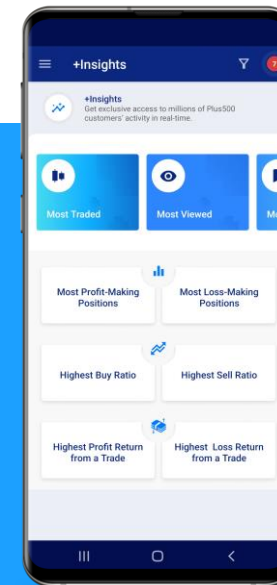 +Insights
+Insights
Get exclusive access to millions of Plus500
customers' activity in real-time.
Most Traded
Most Viewed
Most Profit-Making
Positions
Most Loss-Making
Positions
Highest Buy Ratio
Highest Sell Ratio
Highest Profit Return
from a Trade
Highest Loss Return
from a Trade